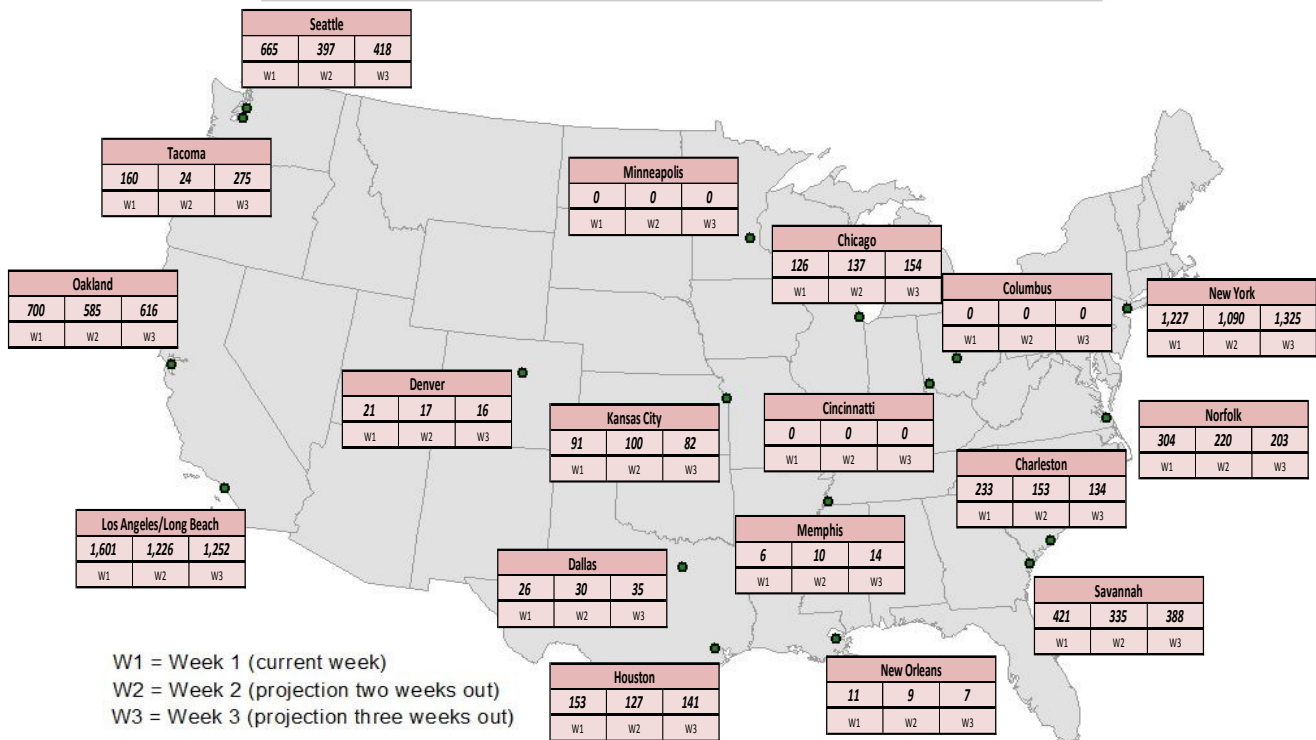 Seattle
665 397 418
W1 W2 W3
Tacoma
160 24 275
W1 W2 W3
Minneapolis
0 0 0
W1 W2 W3
Chicago
126 137 154
W1 W2 W3
Oakland
700 585 616
W1 W2 W3
Columbus
0 0 0
W1 W2 W3
New York
1,227 1,090 1,325
W1 W2 W3
Denver
21 17 16
W1 W2 W3
Kansas City
91 100 82
W1 W2 W3
Cincinnatti
0 0 0
W1 W2 W3
Norfolk
304 220 203
W1 W2 W3
Charleston
233 153 134
W1 W2 W3
Los Angeles/Long Beach
1,601 1,226 1,252
W1 W2 W3
Memphis
6 10 14
W1 W2 W3
Dallas
26 30 35
W1 W2 W3
Savannah
421 335 388
W1 W2 W3
Houston
153 127 141
W1 W2 W3
New Orleans
11 9 7
W1 W2 W3
W1 = Week 1 (current week)
W2 = Week 2 (projection two weeks out)
W3 = Week 3 (projection three weeks out)